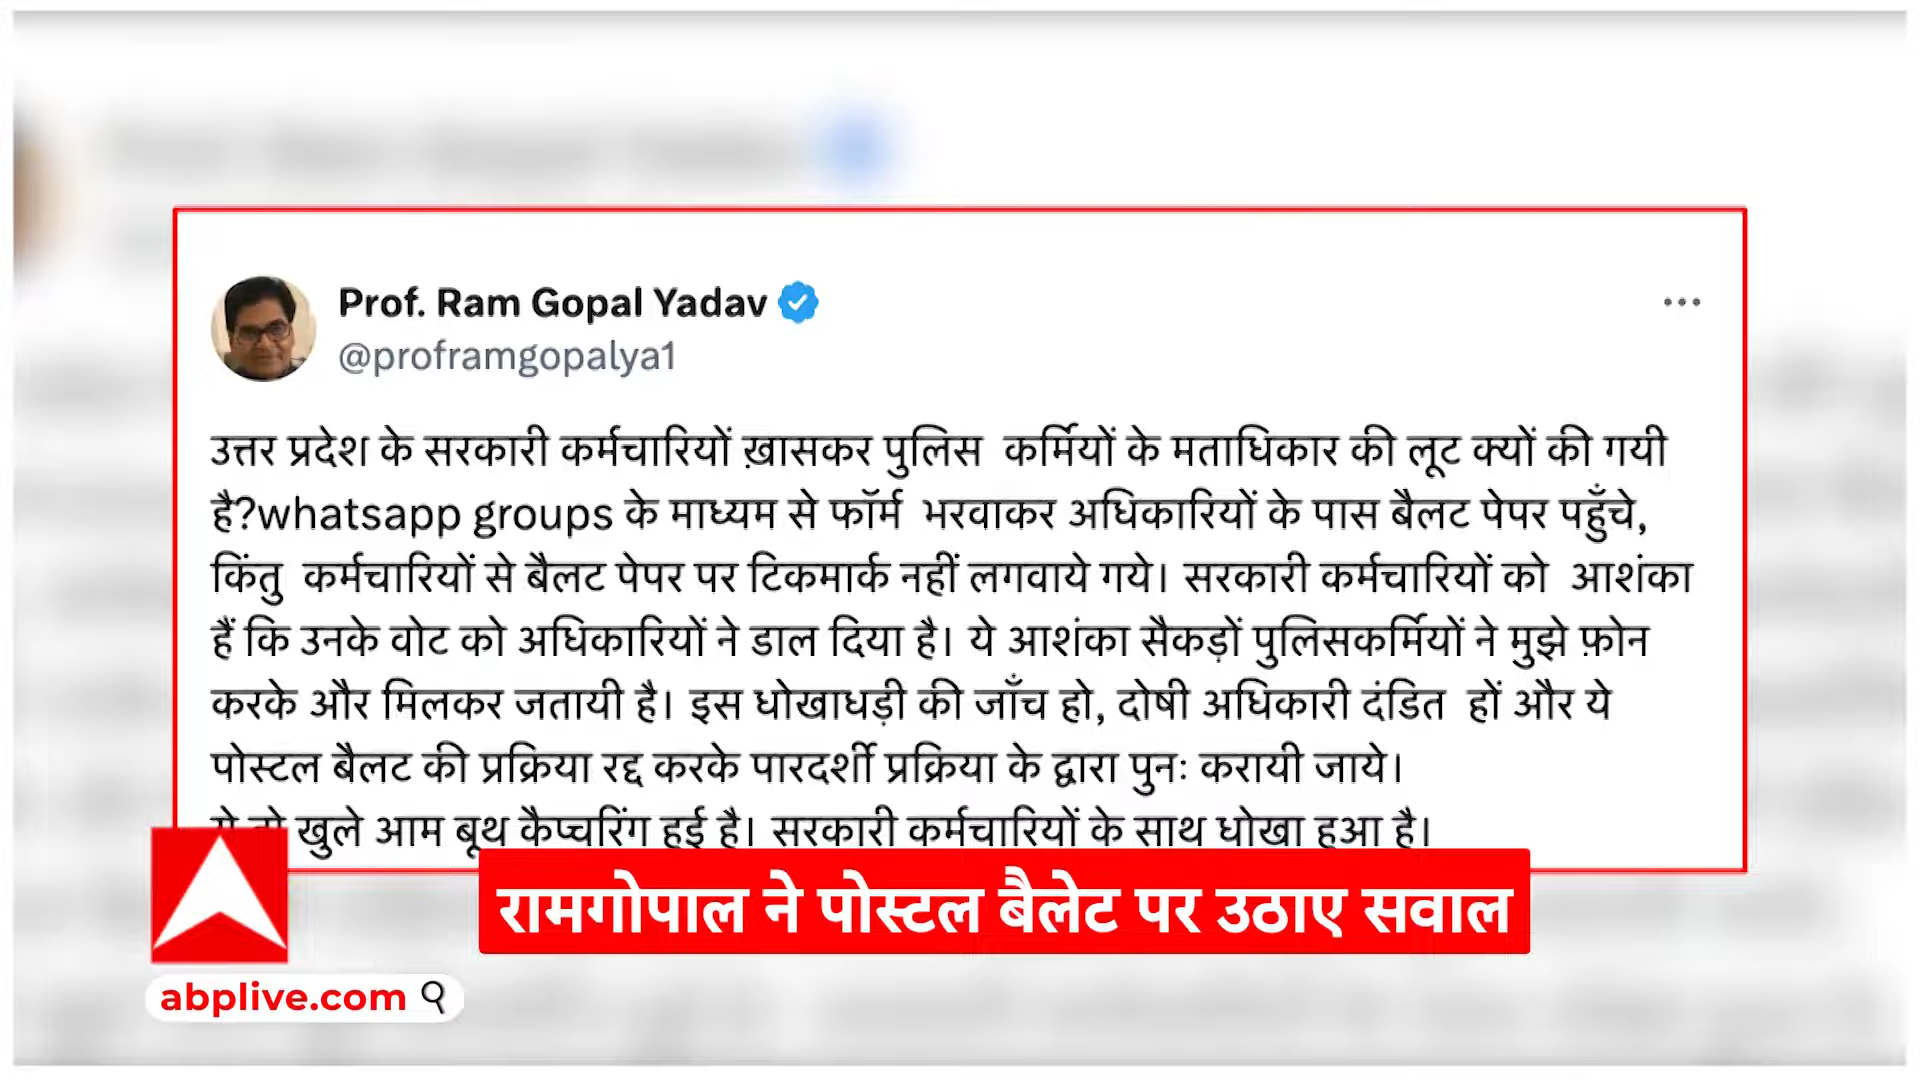 Prof. Ram Gopal Yadav
@proframgopalya1
उत्तर प्रदेश के सरकारी कर्मचारियों ख़ासकर पुलिस कर्मियों के मताधिकार की लूट क्यों की गयी
है?whatsapp groups के माध्यम से फॉर्म भरवाकर अधिकारियों के पास बैलट पेपर पहुँचे,
किंतु कर्मचारियों से बैलट पेपर पर टिकमार्क नहीं लगवाये गये। सरकारी कर्मचारियों को आशंका
हैं कि उनके वोट को अधिकारियों ने डाल दिया है। ये आशंका सैकड़ों पुलिसकर्मियों ने मुझे फ़ोन
करके और मिलकर जतायी है। इस धोखाधड़ी की जाँच हो, दोषी अधिकारी दंडित हों और ये
पोस्टल बैलट की प्रक्रिया रद्द करके पारदर्शी प्रक्रिया के द्वारा पुनः करायी जाये।
खुले आम बूथ कैप्चरिंग हुई है। सरकारी कर्मचारियों के साथ धोखा हुआ है।
रामगोपाल ने पोस्टल बैलेट पर उठाए सवाल
abplive.com